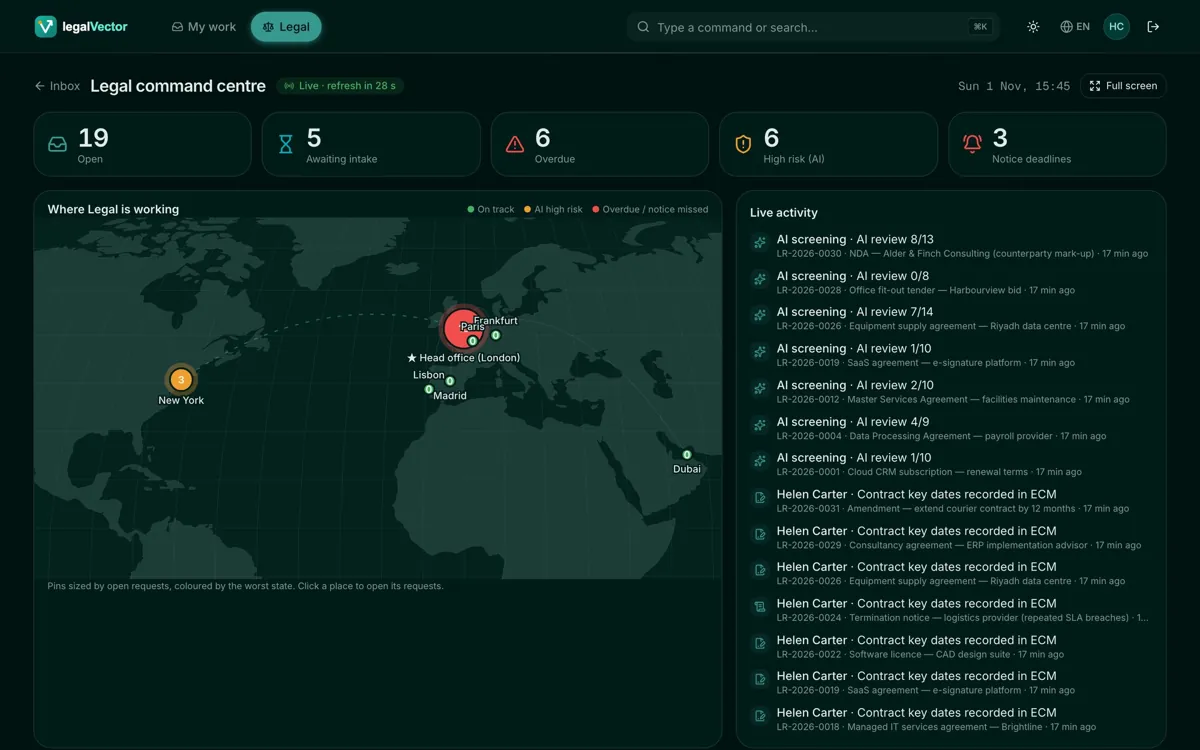 legalVector
My work
Legal
Type a command or search...
⌘K
EN
HC
Inbox
Legal command centre
Live · refresh in 28 s
Sun 1 Nov, 15:45
Full screen
19
Open
5
Awaiting intake
6
Overdue
6
High risk (AI)
3
Notice deadlines
Where Legal is working
On track
AI high risk
Overdue / notice missed
Frankfurt
Paris
0
0
★ Head office (London)
3
New York
Lisbon
0
0
Madrid
0
Dubai
Pins sized by open requests, coloured by the worst state. Click a place to open its requests.
Live activity
AI screening · AI review 8/13
LR-2026-0030 · NDA — Alder & Finch Consulting (counterparty mark-up) · 17 min ago
AI screening · AI review 0/8
LR-2026-0028 · Office fit-out tender — Harbourview bid · 17 min ago
AI screening · AI review 7/14
LR-2026-0026 · Equipment supply agreement — Riyadh data centre · 17 min ago
AI screening · AI review 1/10
LR-2026-0019 · SaaS agreement — e-signature platform · 17 min ago
AI screening · AI review 2/10
LR-2026-0012 · Master Services Agreement — facilities maintenance · 17 min ago
AI screening · AI review 4/9
LR-2026-0004 · Data Processing Agreement — payroll provider · 17 min ago
AI screening · AI review 1/10
LR-2026-0001 · Cloud CRM subscription — renewal terms · 17 min ago
Helen Carter · Contract key dates recorded in ECM
LR-2026-0031 · Amendment — extend courier contract by 12 months · 17 min ago
Helen Carter · Contract key dates recorded in ECM
LR-2026-0029 · Consultancy agreement — ERP implementation advisor · 17 min ago
Helen Carter · Contract key dates recorded in ECM
LR-2026-0026 · Equipment supply agreement — Riyadh data centre · 17 min ago
Helen Carter · Contract key dates recorded in ECM
LR-2026-0024 · Termination notice — logistics provider (repeated SLA breaches) · 1...
Helen Carter · Contract key dates recorded in ECM
LR-2026-0022 · Software licence — CAD design suite · 17 min ago
Helen Carter · Contract key dates recorded in ECM
LR-2026-0019 · SaaS agreement — e-signature platform · 17 min ago
Helen Carter · Contract key dates recorded in ECM
LR-2026-0018 · Managed IT services agreement — Brightline · 17 min ago